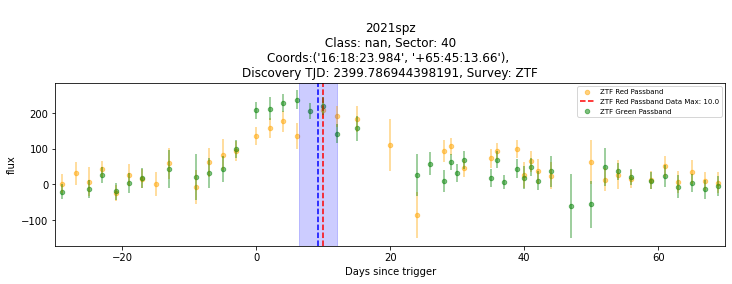 2021spz
Class: nan, Sector: 40
Coords:('16:18:23.984', '+65:45:13.66'),
Discovery TJD: 2399.786944398191, Survey: ZTF
ZTF Red Passband
ZTF Red Passband Data Max: 10.0
ZTF Green Passband
flux
200
100
0
−100
−20
0
20
40
60
Days since trigger